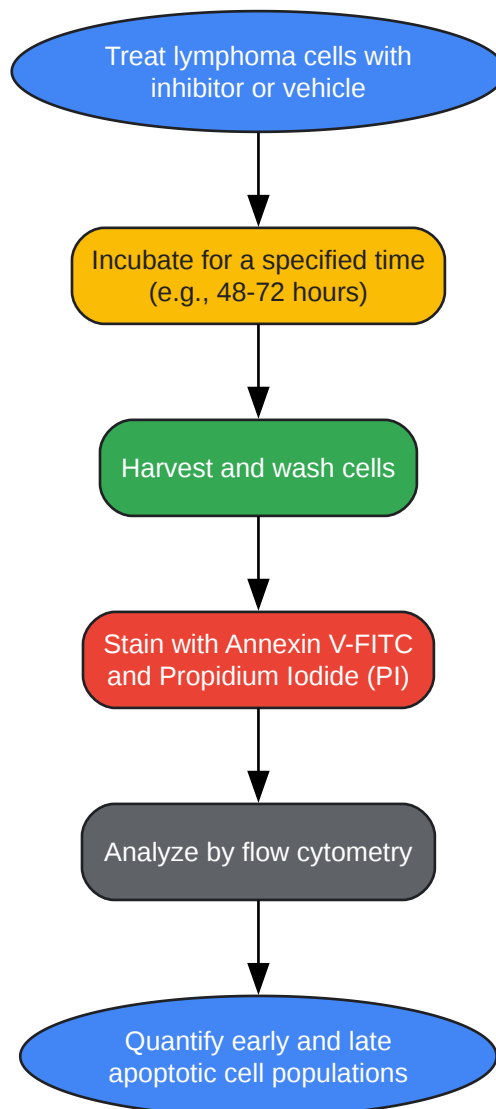 Treat lymphoma cells with
inhibitor or vehicle
Incubate for a specified time
(e.g., 48-72 hours)
Harvest and wash cells
Stain with Annexin V-FITC
and Propidium Iodide (PI)
Analyze by flow cytometry
Quantify early and late
apoptotic cell populations